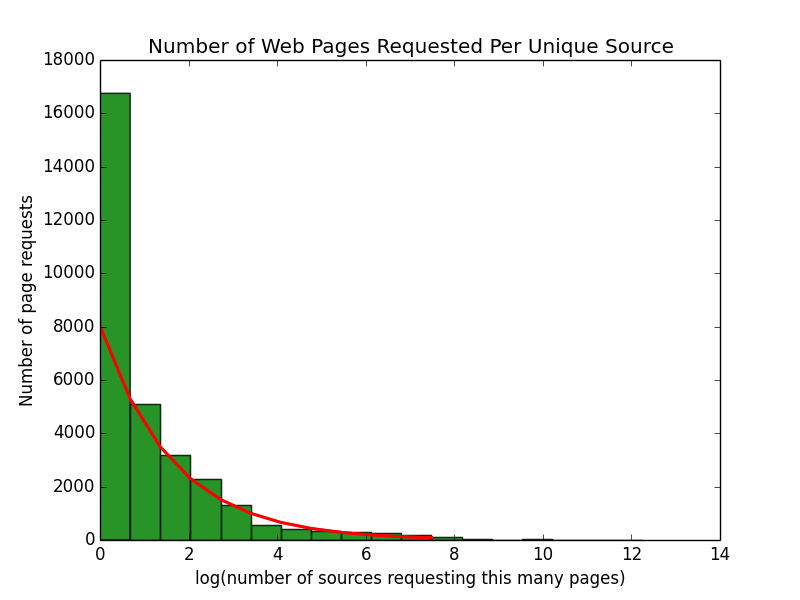 Number of Web Pages Requested Per Unique Source
18000
16000
14000
12000
10000
8000
6000
4000
2000
0
Number of page requests
0 2 4 6 8 10 12 14
log(number of sources requesting this many pages)